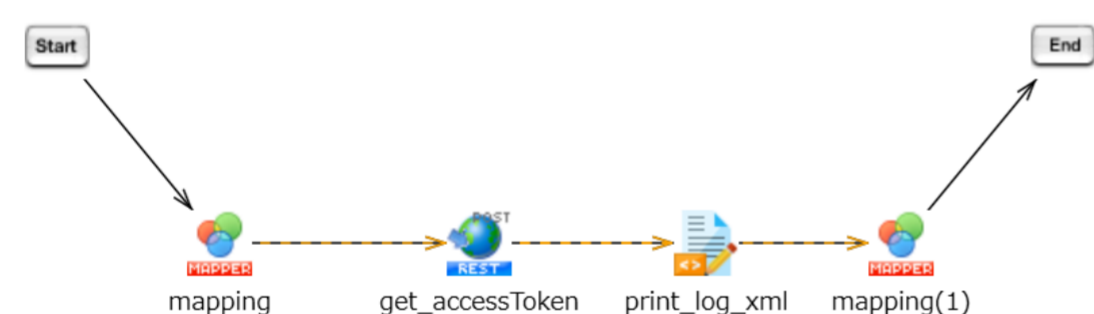 Start
End
MAPPER
POST
REST
<>
MAPPER
mapping
get_accessToken
print_log_xml
mapping(1)